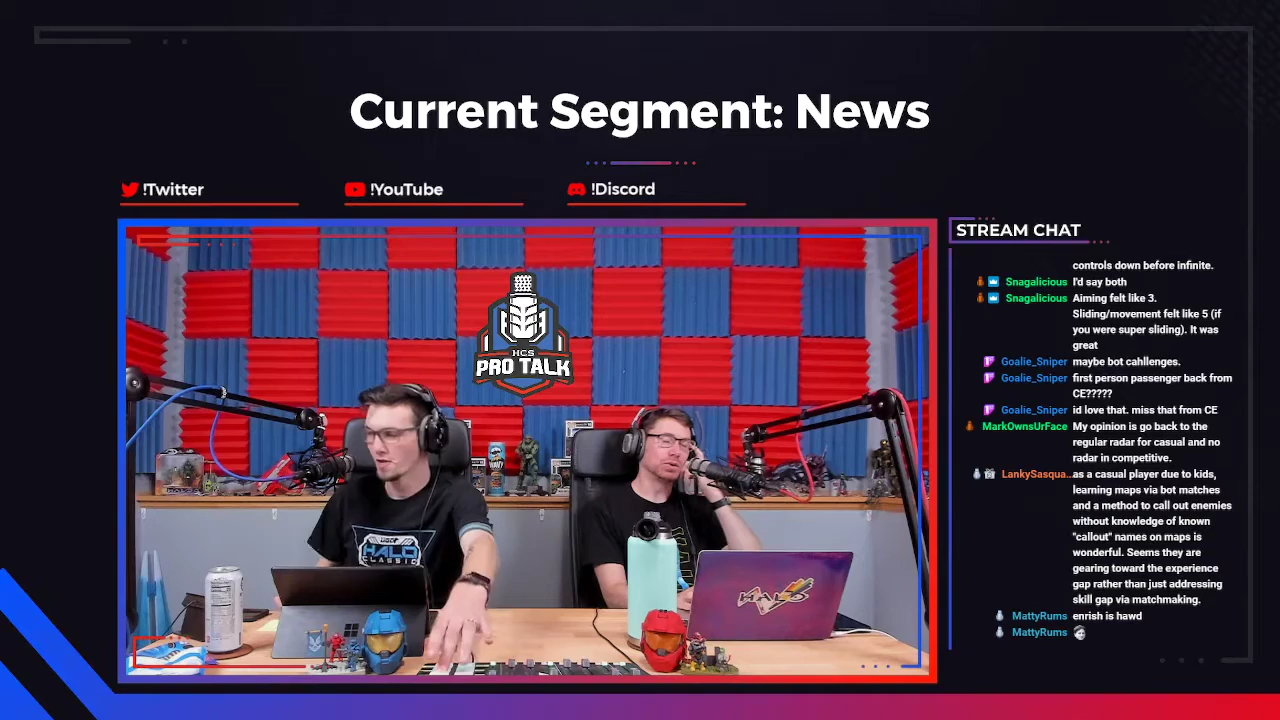 Current Segment: News
!Twitter
!YouTube
!Discord
STREAM CHAT
HCS
PRO TALK
HALO
CLASSIC
HALO
controls down before infinite.
Snagalicious I'd say both
Snagalicious Aiming felt like 3.
Sliding/movement felt like 5 (if
you were super sliding). It was
great
Goalie_Sniper maybe bot cahllenges.
Goalie_Sniper first person passenger back from
CE?????
Goalie_Sniper id love that. miss that from CE
MarkOwnsUrFace My opinion is go back to the
regular radar for casual and no
radar in competitive.
LankySasqua... as a casual player due to kids,
learning maps via bot matches
and a method to call out enemies
without knowledge of known
"callout" names on maps is
wonderful. Seems they are
gearing toward the experience
gap rather than just addressing
skill gap via matchmaking.
MattyRums enrish is hawd
MattyRums